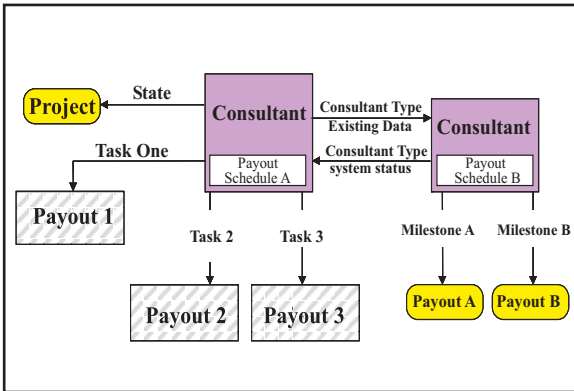 State
Project
Consultant
Consultant Type
Existing Data
Consultant
Task One
Payout
Schedule A
Consultant Type
system status
Payout
Schedule B
Payout 1
Task 2
Task 3
Milestone A
Milestone B
Payout 2
Payout 3
Payout A
Payout B